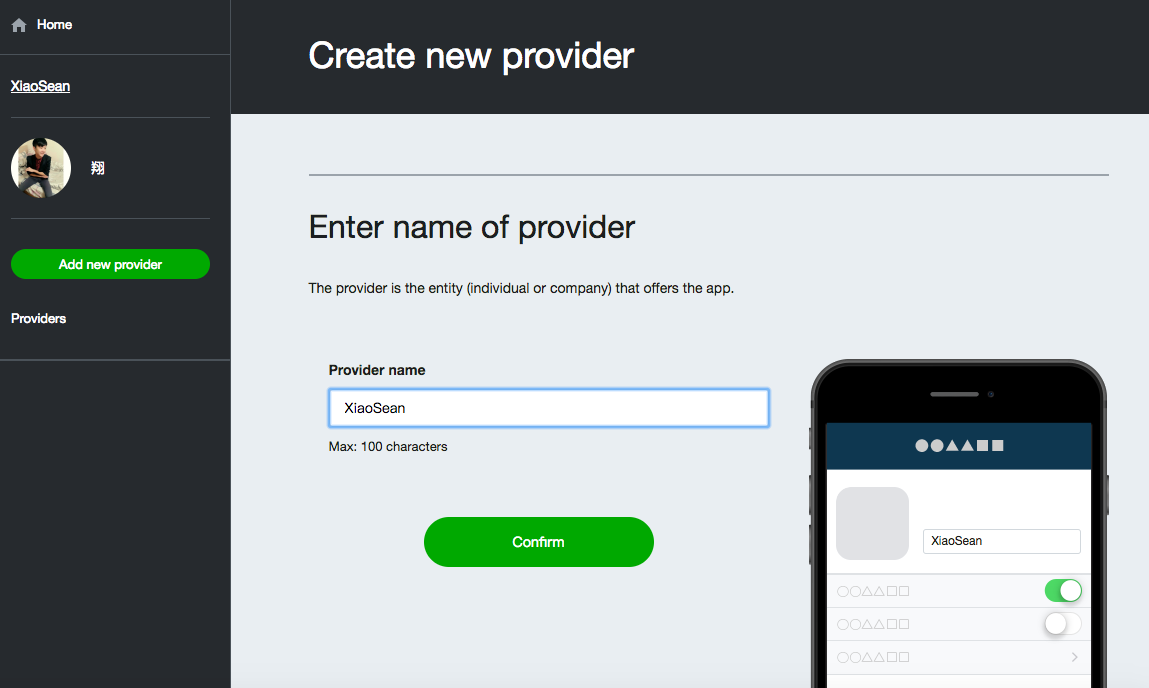 Home
XiaoSean
翔
Add new provider
Providers
Create new provider
Enter name of provider
The provider is the entity (individual or company) that offers the app.
Provider name
XiaoSean
Max: 100 characters
Confirm
XiaoSean